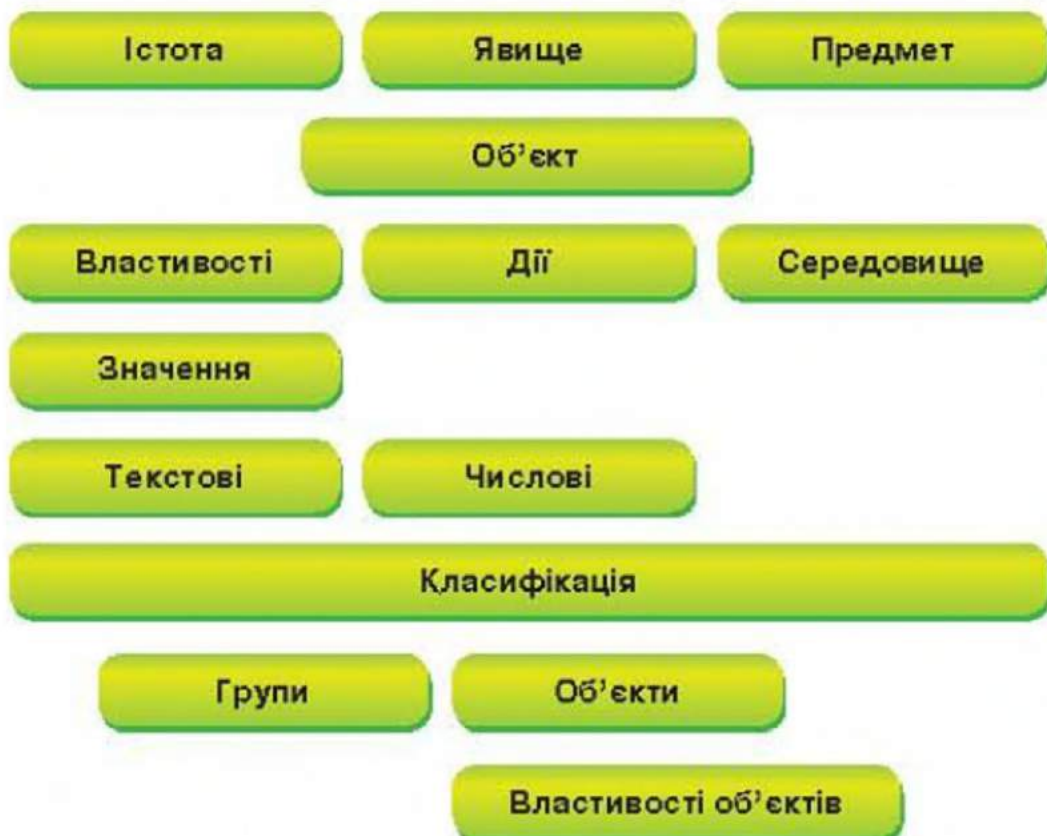 Істота Явище Предмет
Об’єкт
Властивості Дії Середовище
Значення
Текстові Числові
Класифікація
Групи Об’єкти
Властивості об’єктів